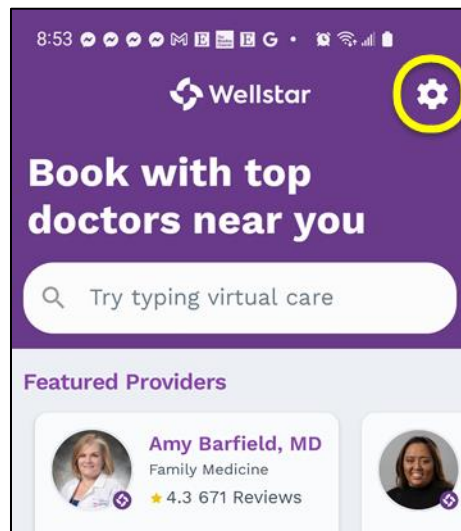 8:53
Wellstar
Book with top
doctors near you
Try typing virtual care
Featured Providers
Amy Barfield, MD
Family Medicine
4.3 671 Reviews